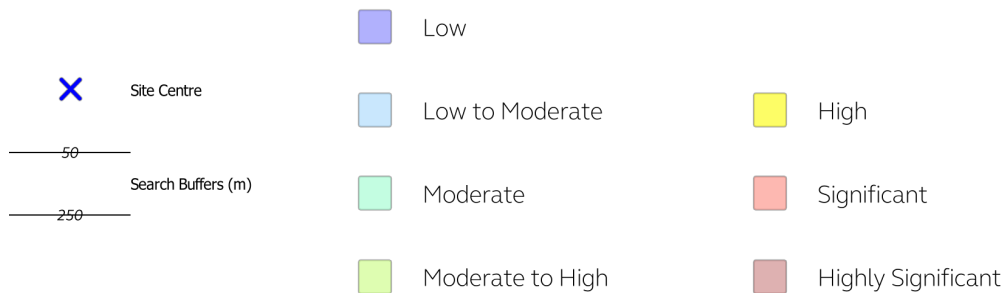 Site Centre
50
Search Buffers (m)
250
Low
Low to Moderate
Moderate
Moderate to High
High
Significant
Highly Significant